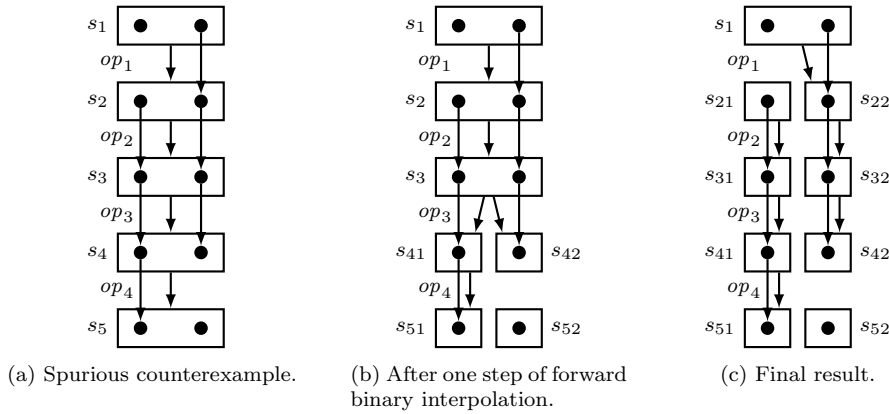 s1 s1 s1
op1 op1 op1
s2 s2 s21 s22
op2 op2 op2
s3 s3 s31 s32
op3 op3 op3
s4 s41 s42 s41 s42
op4 op4 op4
s5 s51 s52 s51 s52
(a) Spurious counterexample.
(b) After one step of forward
binary interpolation.
(c) Final result.